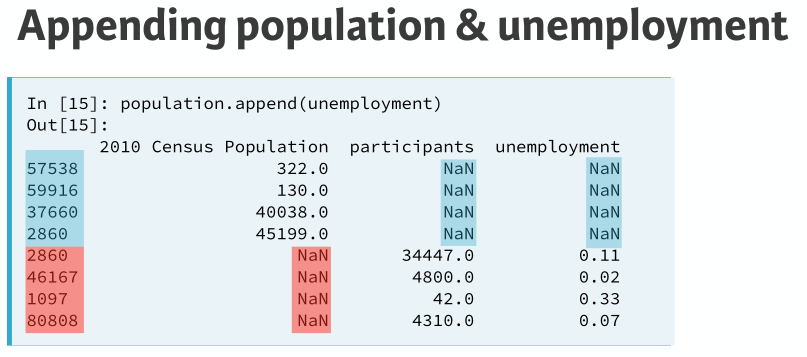 Appending population & unemployment
In [15]: population.append(unemployment)
Out[15]:
2010 Census Population participants unemployment
57538 322.0 NaN NaN
59916 130.0 NaN NaN
37660 40038.0 NaN NaN
2860 45199.0 NaN NaN
2860 NaN 34447.0 0.11
46167 NaN 4800.0 0.02
1097 NaN 42.0 0.33
80808 NaN 4310.0 0.07